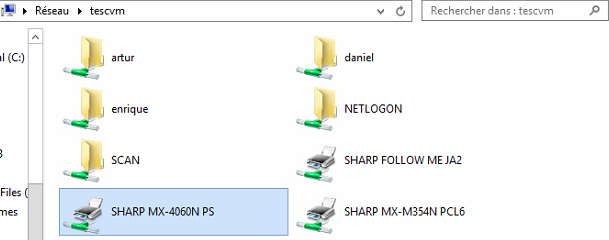 Réseau ▸ tescvm ▸
Rechercher dans : tescvm
al (C:)
artur
daniel
enrique
NETLOGON
3
SCAN
SHARP FOLLOW ME JA2
Files (
mes
SHARP MX-4060N PS
SHARP MX-M354N PCL6